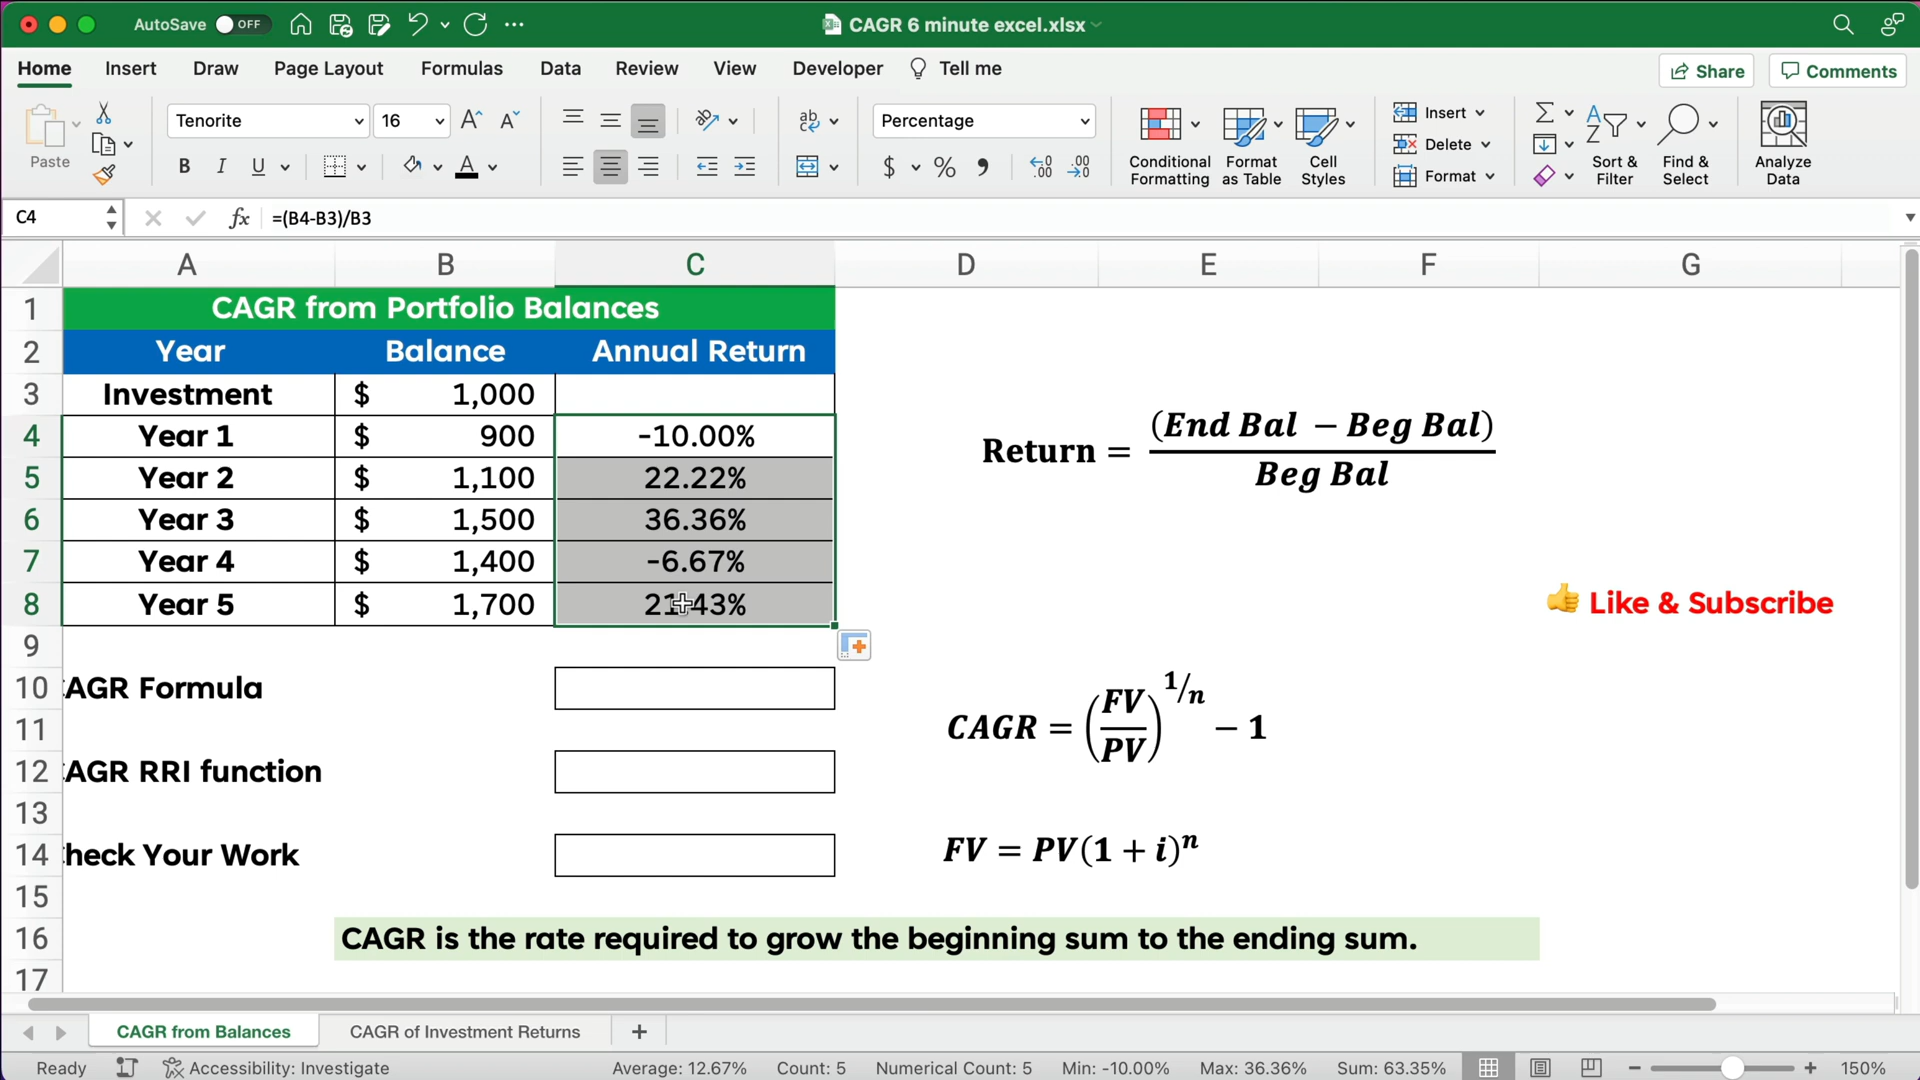 AutoSave OFF CAGR 6 minute excel.xlsx
Home Insert Draw Page Layout Formulas Data Review View Developer Tell me Share Comments
Paste Tenorite 16 Percentage Conditional Formatting Format as Table Cell Styles Insert Delete Format Sort & Filter Find & Select Analyze Data
B I U A $ % 
C4 fx =(B4-B3)/B3
A B C D E F G
1 CAGR from Portfolio Balances
2 Year Balance Annual Return
3 Investment $ 1,000
4 Year 1 $ 900 -10.00%
5 Year 2 $ 1,100 22.22%
6 Year 3 $ 1,500 36.36%
7 Year 4 $ 1,400 -6.67%
8 Year 5 $ 1,700 21.43%
Return = (End Bal − Beg Bal) / Beg Bal
Like & Subscribe
9
10 AGR Formula
11
CAGR = (FV/PV)^1/n − 1
12 AGR RRI function
13
14 heck Your Work
FV = PV(1 + i)^n
15
16 CAGR is the rate required to grow the beginning sum to the ending sum.
17
CAGR from Balances CAGR of Investment Returns +
Ready Accessibility: Investigate Average: 12.67% Count: 5 Numerical Count: 5 Min: -10.00% Max: 36.36% Sum: 63.35% 150%